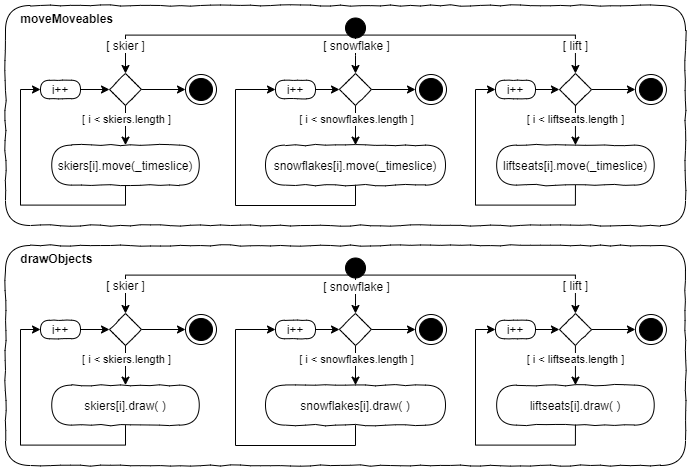 moveMoveables
[ skier ]
[ snowflake ]
[ lift ]
i++
i++
i++
[ i < skiers.length ]
[ i < snowflakes.length ]
[ i < liftseats.length ]
skiers[i].move(_timeslice)
snowflakes[i].move(_timeslice)
liftseats[i].move(_timeslice)
drawObjects
[ skier ]
[ snowflake ]
[ lift ]
i++
i++
i++
[ i < skiers.length ]
[ i < snowflakes.length ]
[ i < liftseats.length ]
skiers[i].draw( )
snowflakes[i].draw( )
liftseats[i].draw( )